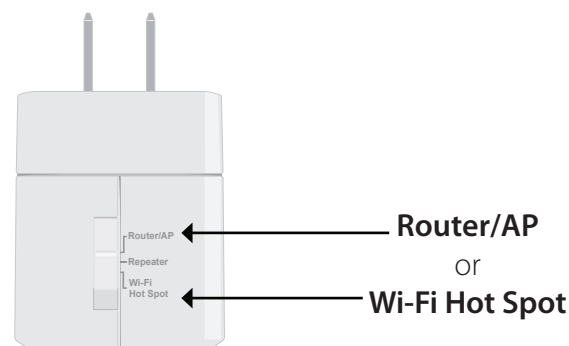 Router/AP
Repeater
Wi-Fi
Hot Spot
Router/AP
or
Wi-Fi Hot Spot